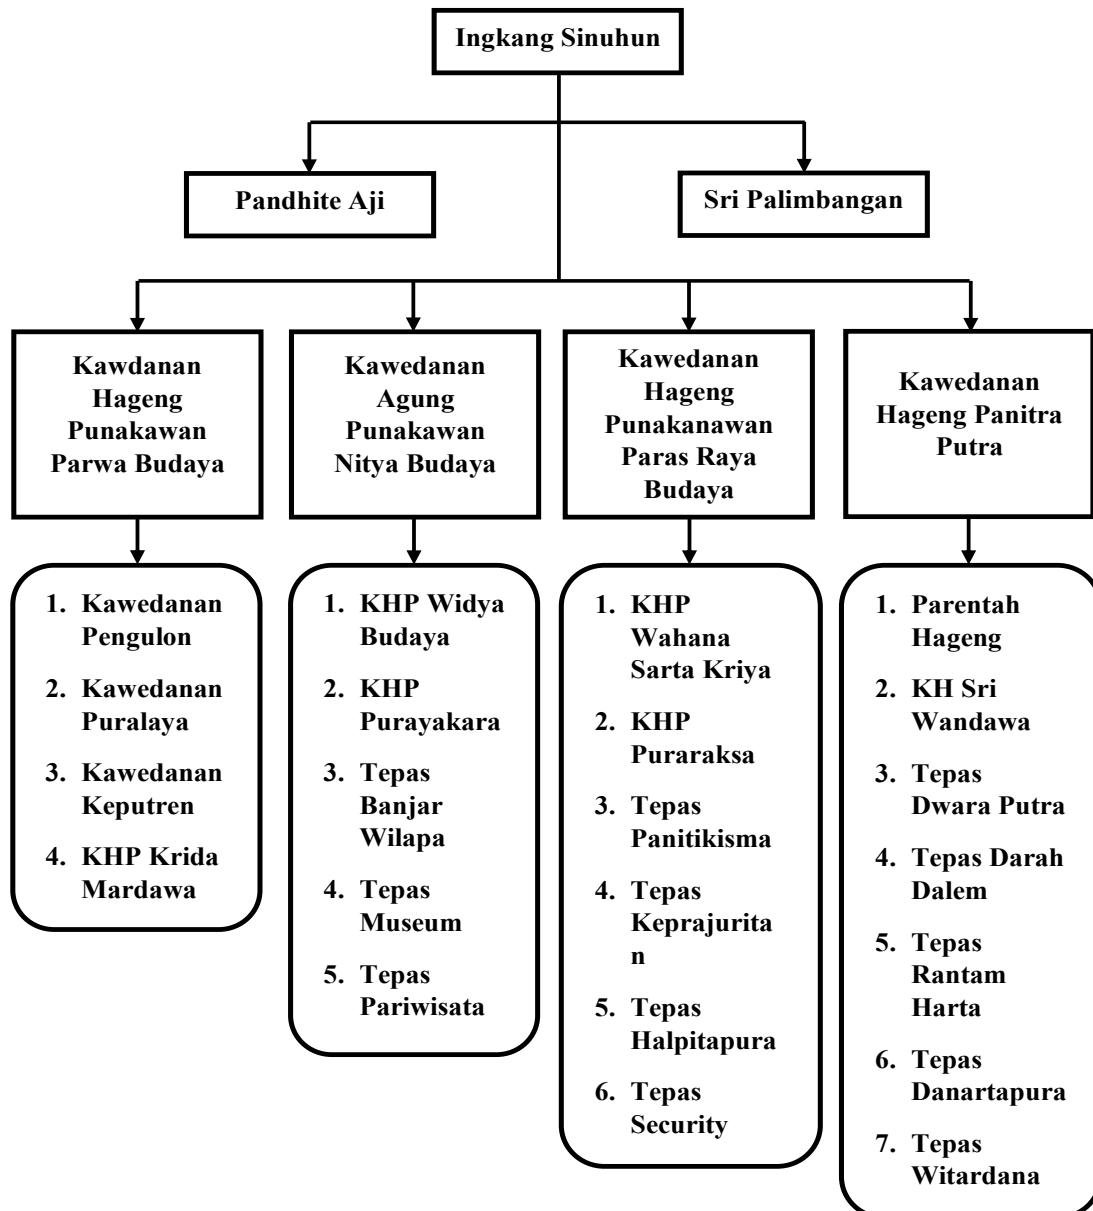 Ingkang Sinuhun
Pandhite Aji
Sri Palimbangan
Kawdanan
Hageng
Punakawan
Parwa Budaya
Kawedanan
Agung
Punakawan
Nitya Budaya
Kawedanan
Hageng
Punakanawan
Paras Raya
Budaya
Kawedanan
Hageng Panitra
Putra
1. Kawedanan
Pengulon
2. Kawedanan
Puralaya
3. Kawedanan
Keputren
4. KHP Krida
Mardawa
1. KHP Widya
Budaya
2. KHP
Purayakara
3. Tepas
Banjar
Wilapa
4. Tepas
Museum
5. Tepas
Pariwisata
1. KHP
Wahana
Sarta Kriya
2. KHP
Puraraksa
3. Tepas
Panitikisma
4. Tepas
Keprajurita
n
5. Tepas
Halpitapura
6. Tepas
Security
1. Parentah
Hageng
2. KH Sri
Wandawa
3. Tepas
Dwara Putra
4. Tepas Darah
Dalem
5. Tepas
Rantam
Harta
6. Tepas
Danartapura
7. Tepas
Witardana